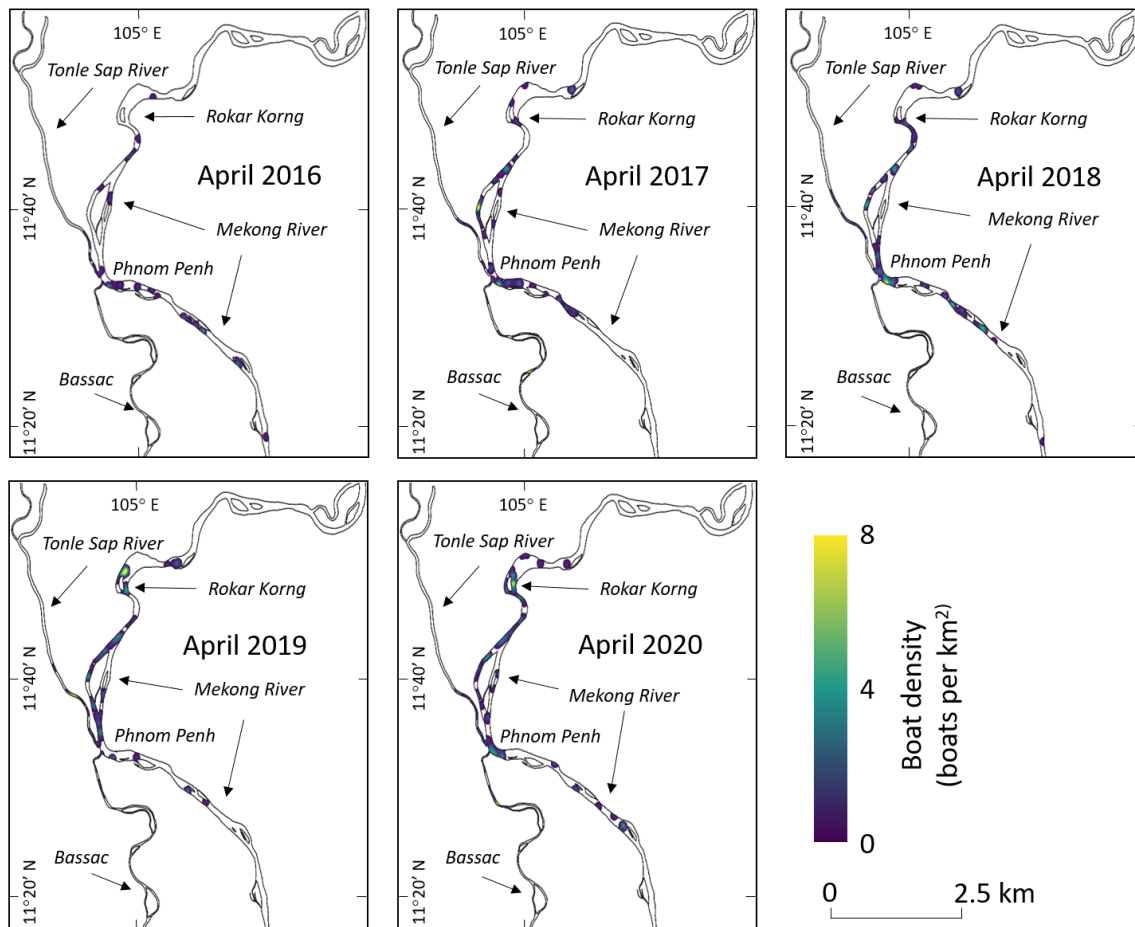 105° E
Tonle Sap River
Rokar Korng
April 2016
11°40′ N
Mekong River
Phnom Penh
Bassac
11°20′ N
105° E
Tonle Sap River
Rokar Korng
April 2017
11°40′ N
Mekong River
Phnom Penh
Bassac
11°20′ N
105° E
Tonle Sap River
Rokar Korng
April 2018
11°40′ N
Mekong River
Phnom Penh
Bassac
11°20′ N
105° E
Tonle Sap River
Rokar Korng
April 2019
11°40′ N
Mekong River
Phnom Penh
Bassac
11°20′ N
105° E
Tonle Sap River
Rokar Korng
April 2020
11°40′ N
Mekong River
Phnom Penh
Bassac
11°20′ N
8
4
0
Boat density
(boats per km²)
0 2.5 km